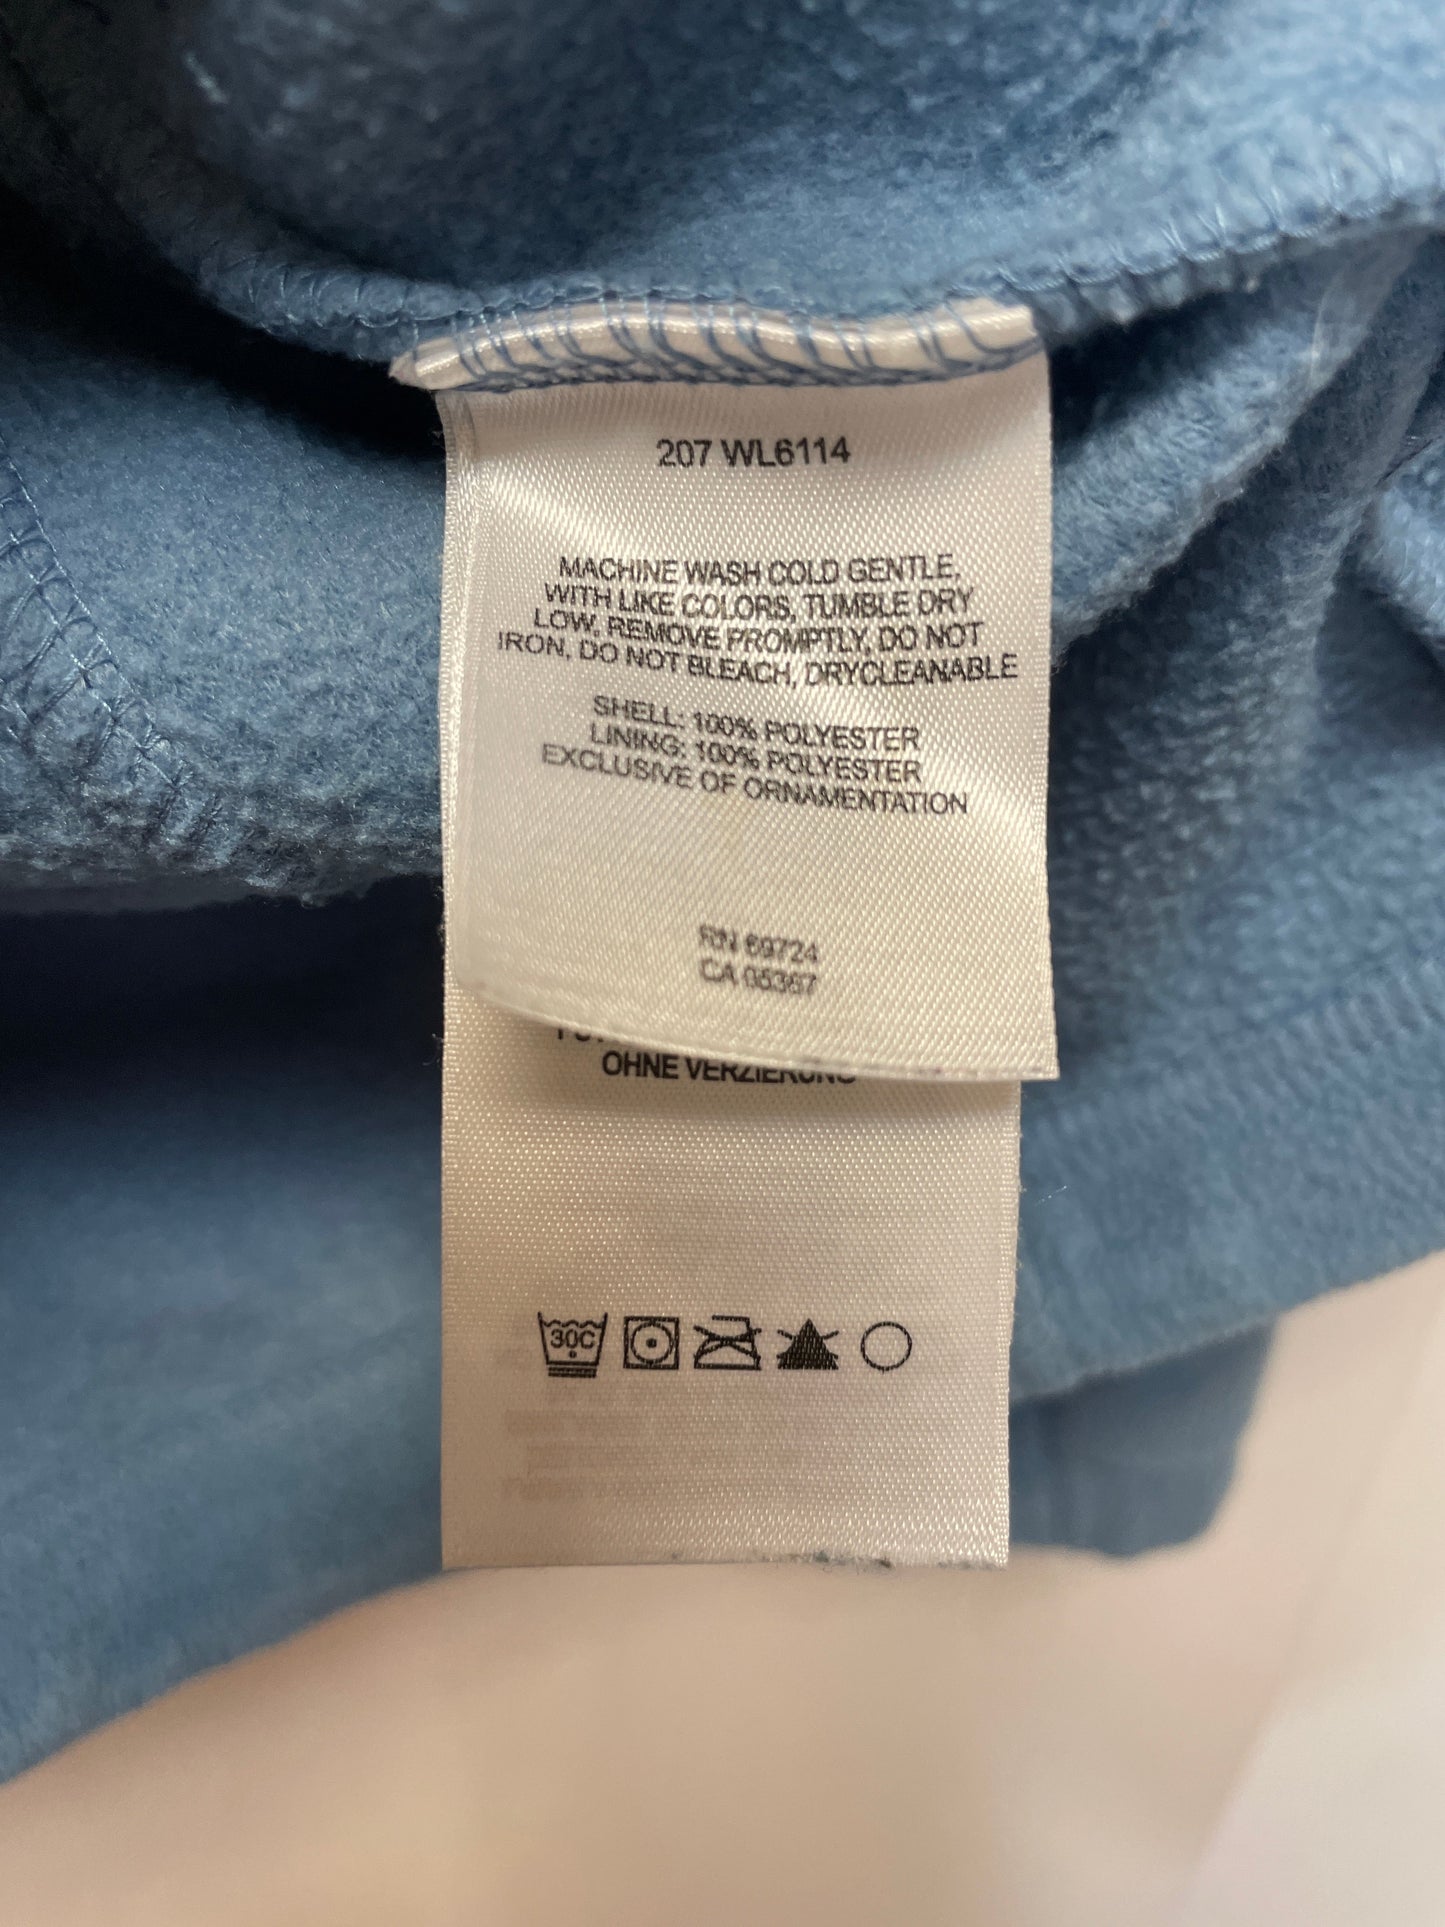 207 WL6114
MACHINE WASH COLD GENTLE,
WITH LIKE COLORS, TUMBLE DRY
LOW, REMOVE PROMPTLY, DO NOT
IRON, DO NOT BLEACH, DRYCLEANABLE
SHELL: 100% POLYESTER
LINING: 100% POLYESTER
EXCLUSIVE OF ORNAMENTATION
RN 69724
CA 05367
OHNE VERZIERUNG
30C